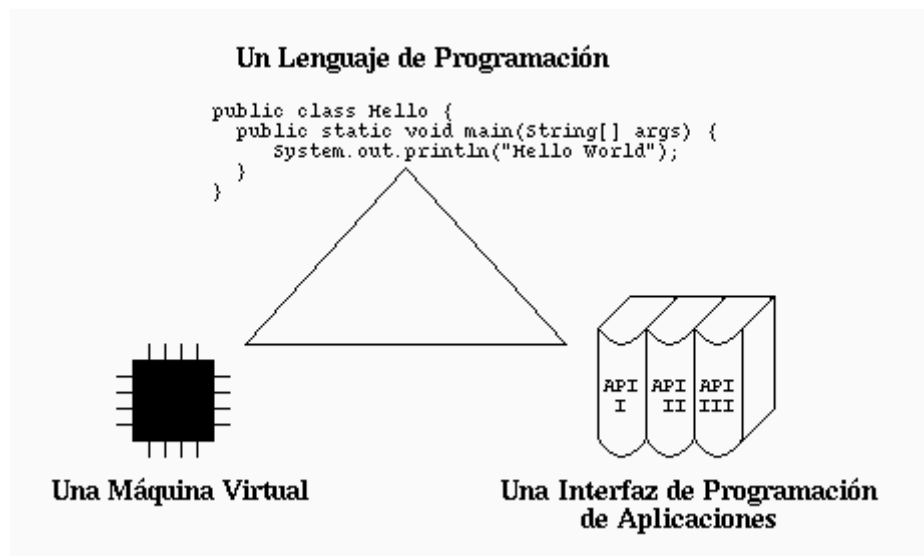 Un Lenguaje de Programación
public class Hello {
public static void main(String[] args) {
System.out.println("Hello World");
}
}
API I
API II
API III
Una Máquina Virtual
Una Interfaz de Programación
de Aplicaciones